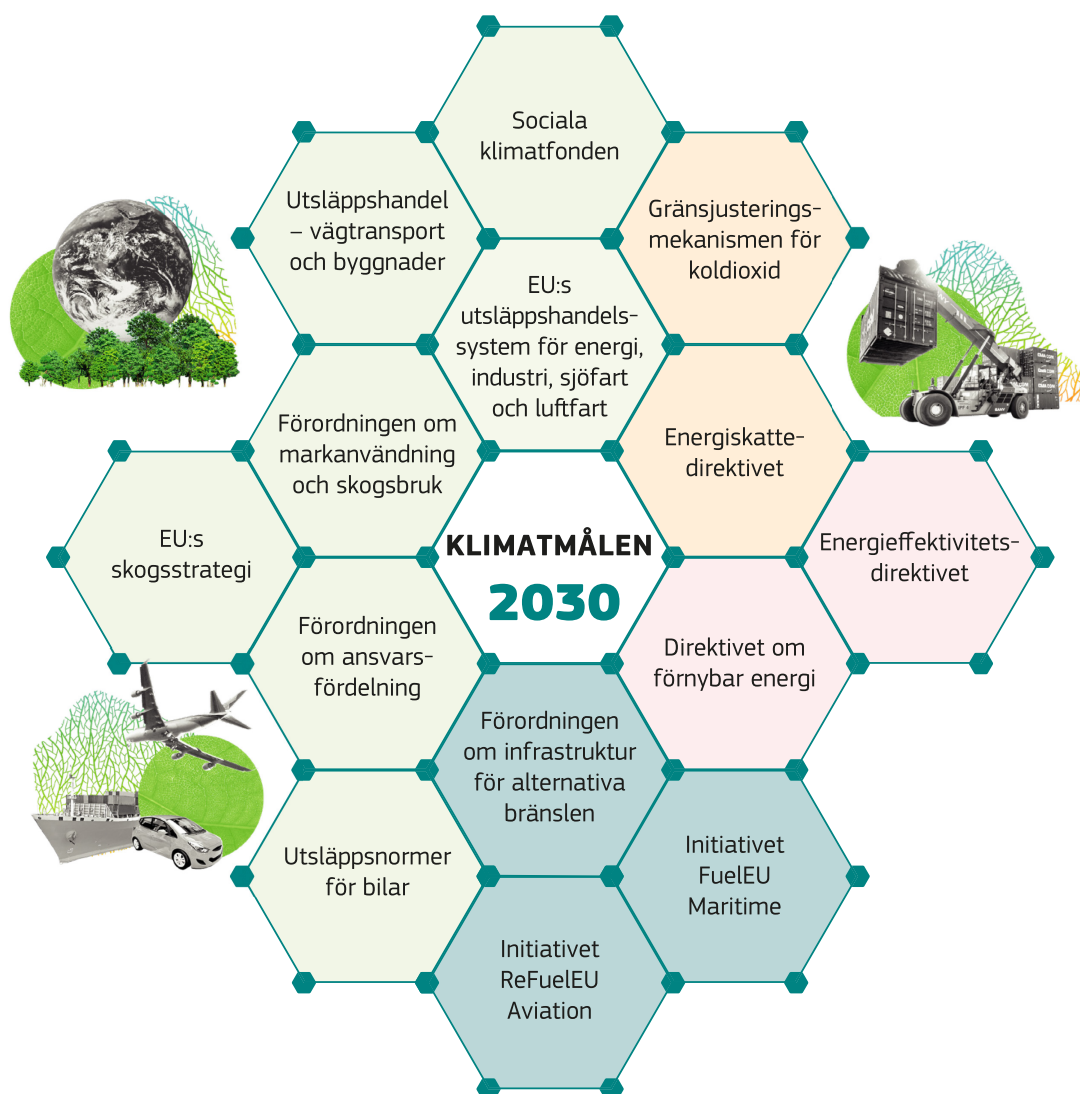 Sociala
klimatfonden
Utsläppshandel
– vägtransport
och byggnader
Gränsjusterings-
mekanismen för
koldioxid
EU:s
utsläppshandels-
system för energi,
industri, sjöfart
och luftfart
Förordningen om
markanvändning
och skogsbruk
Energiskatte-
direktivet
EU:s
skogsstrategi
KLIMATMÅLEN
2030
Energieffektivitets-
direktivet
Förordningen
om ansvars-
fördelning
Direktivet om
förnybar energi
Förordningen
om infrastruktur
för alternativa
bränslen
Utsläppsnormer
för bilar
Initiativet
FuelEU
Maritime
Initiativet
ReFuelEU
Aviation